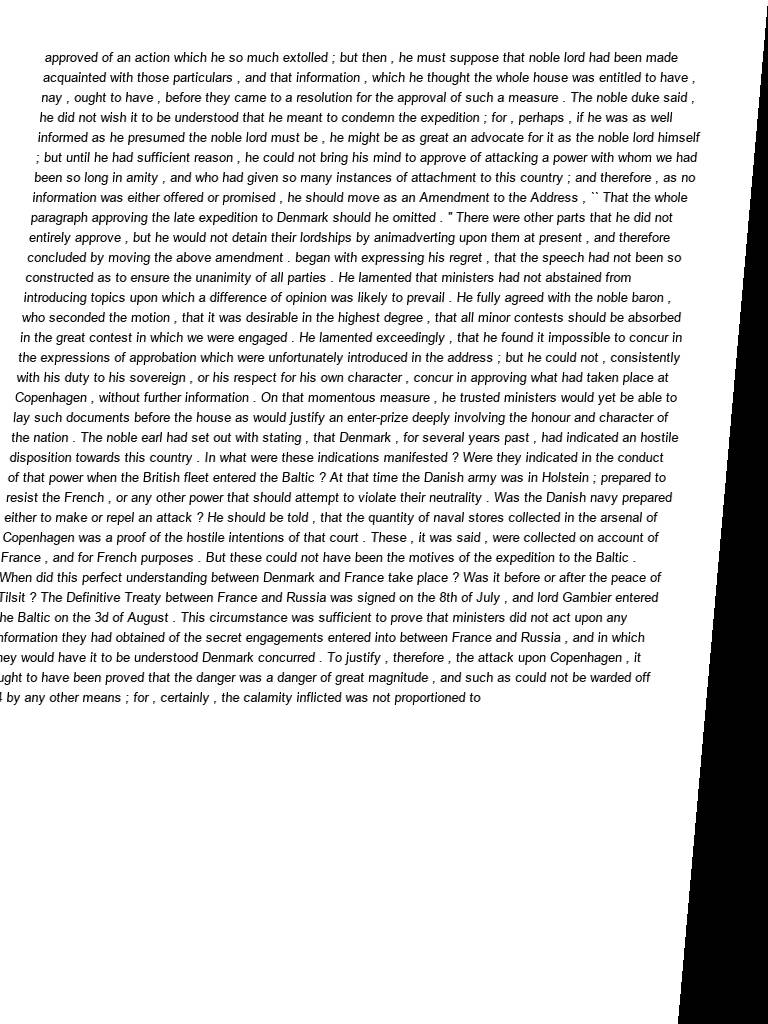 approved of an action which he so much extolled ; but then , he must suppose that noble lord had been made
acquainted with those particulars , and that information , which he thought the whole house was entitled to have ,
nay , ought to have , before they came to a resolution for the approval of such a measure . The noble duke said ,
he did not wish it to be understood that he meant to condemn the expedition ; for , perhaps , if he was as well
informed as he presumed the noble lord must be , he might be as great an advocate for it as the noble lord himself
; but until he had sufficient reason , he could not bring his mind to approve of attacking a power with whom we had
been so long in amity , and who had given so many instances of attachment to this country ; and therefore , as no
information was either offered or promised , he should move as an Amendment to the Address , `` That the whole
paragraph approving the late expedition to Denmark should he omitted . " There were other parts that he did not
entirely approve , but he would not detain their lordships by animadverting upon them at present , and therefore
concluded by moving the above amendment . began with expressing his regret , that the speech had not been so
constructed as to ensure the unanimity of all parties . He lamented that ministers had not abstained from
introducing topics upon which a difference of opinion was likely to prevail . He fully agreed with the noble baron ,
who seconded the motion , that it was desirable in the highest degree , that all minor contests should be absorbed
in the great contest in which we were engaged . He lamented exceedingly , that he found it impossible to concur in
the expressions of approbation which were unfortunately introduced in the address ; but he could not , consistently
with his duty to his sovereign , or his respect for his own character , concur in approving what had taken place at
Copenhagen , without further information . On that momentous measure , he trusted ministers would yet be able to
lay such documents before the house as would justify an enter-prize deeply involving the honour and character of
the nation . The noble earl had set out with stating , that Denmark , for several years past , had indicated an hostile
disposition towards this country . In what were these indications manifested ? Were they indicated in the conduct
of that power when the British fleet entered the Baltic ? At that time the Danish army was in Holstein ; prepared to
resist the French , or any other power that should attempt to violate their neutrality . Was the Danish navy prepared
either to make or repel an attack ? He should be told , that the quantity of naval stores collected in the arsenal of
Copenhagen was a proof of the hostile intentions of that court . These , it was said , were collected on account of
France , and for French purposes . But these could not have been the motives of the expedition to the Baltic .
When did this perfect understanding between Denmark and France take place ? Was it before or after the peace of
Tilsit ? The Definitive Treaty between France and Russia was signed on the 8th of July , and lord Gambier entered
he Baltic on the 3d of August . This circumstance was sufficient to prove that ministers did not act upon any
nformation they had obtained of the secret engagements entered into between France and Russia , and in which
hey would have it to be understood Denmark concurred . To justify , therefore , the attack upon Copenhagen , it
ught to have been proved that the danger was a danger of great magnitude , and such as could not be warded off
by any other means ; for , certainly , the calamity inflicted was not proportioned to